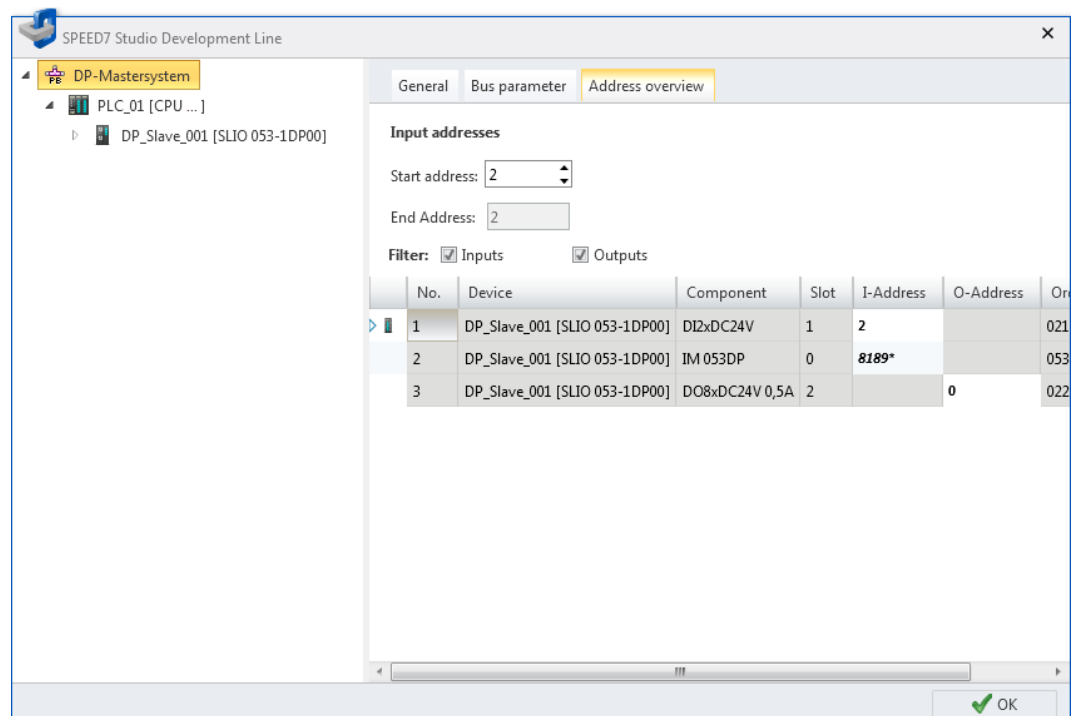 SPEED7 Studio Development Line
DP-Mastersystem
PLC_01 [CPU ... ]
DP_Slave_001 [SLIO 053-1DP00]
General Bus parameter Address overview
Input addresses
Start address: 2
End Address: 2
Filter: Inputs Outputs
No. Device Component Slot I-Address O-Address Or
1 DP_Slave_001 [SLIO 053-1DP00] DI2xDC24V 1 2 021
2 DP_Slave_001 [SLIO 053-1DP00] IM 053DP 0 8189* 053
3 DP_Slave_001 [SLIO 053-1DP00] DO8xDC24V 0,5A 2 0 022
OK